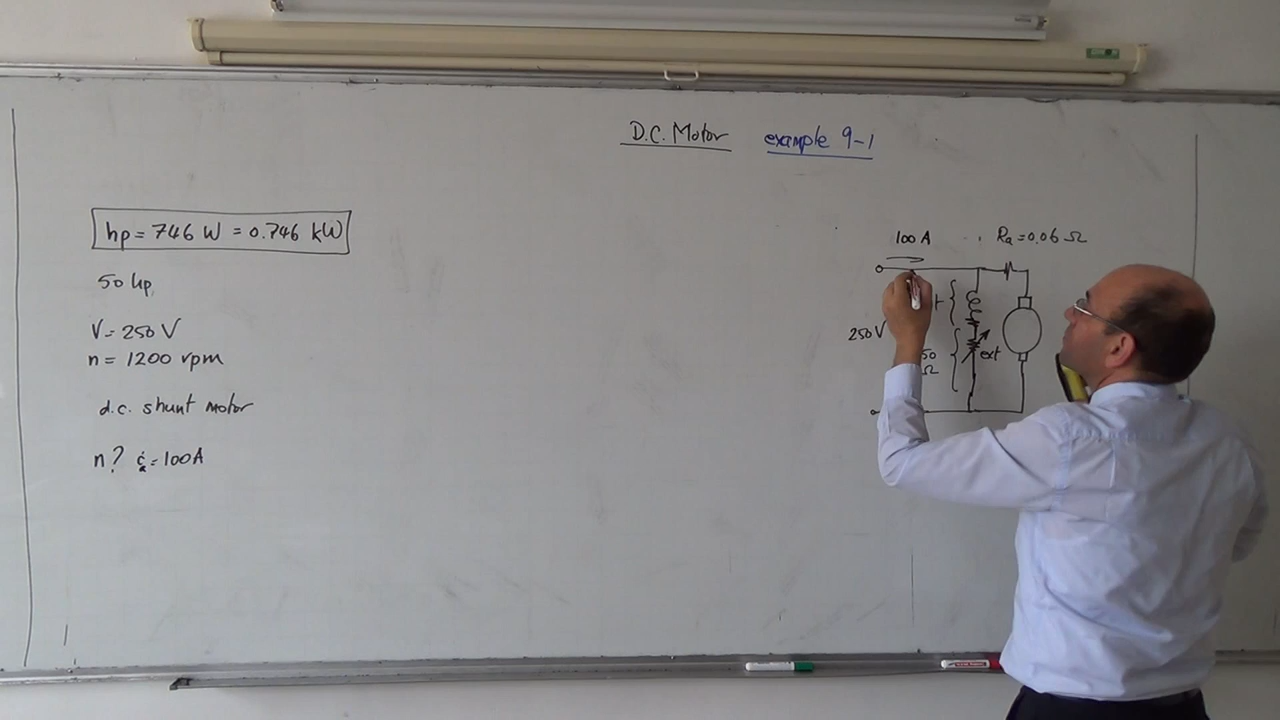 D.C. Motor example 9-1
hp = 746 W = 0.746 kW
50 hp
V = 250 V
n = 1200 rpm
d.c. shunt motor
n?
= 100A
100 A
Ra = 0.06 Ω
250 V
50
Ω
ext